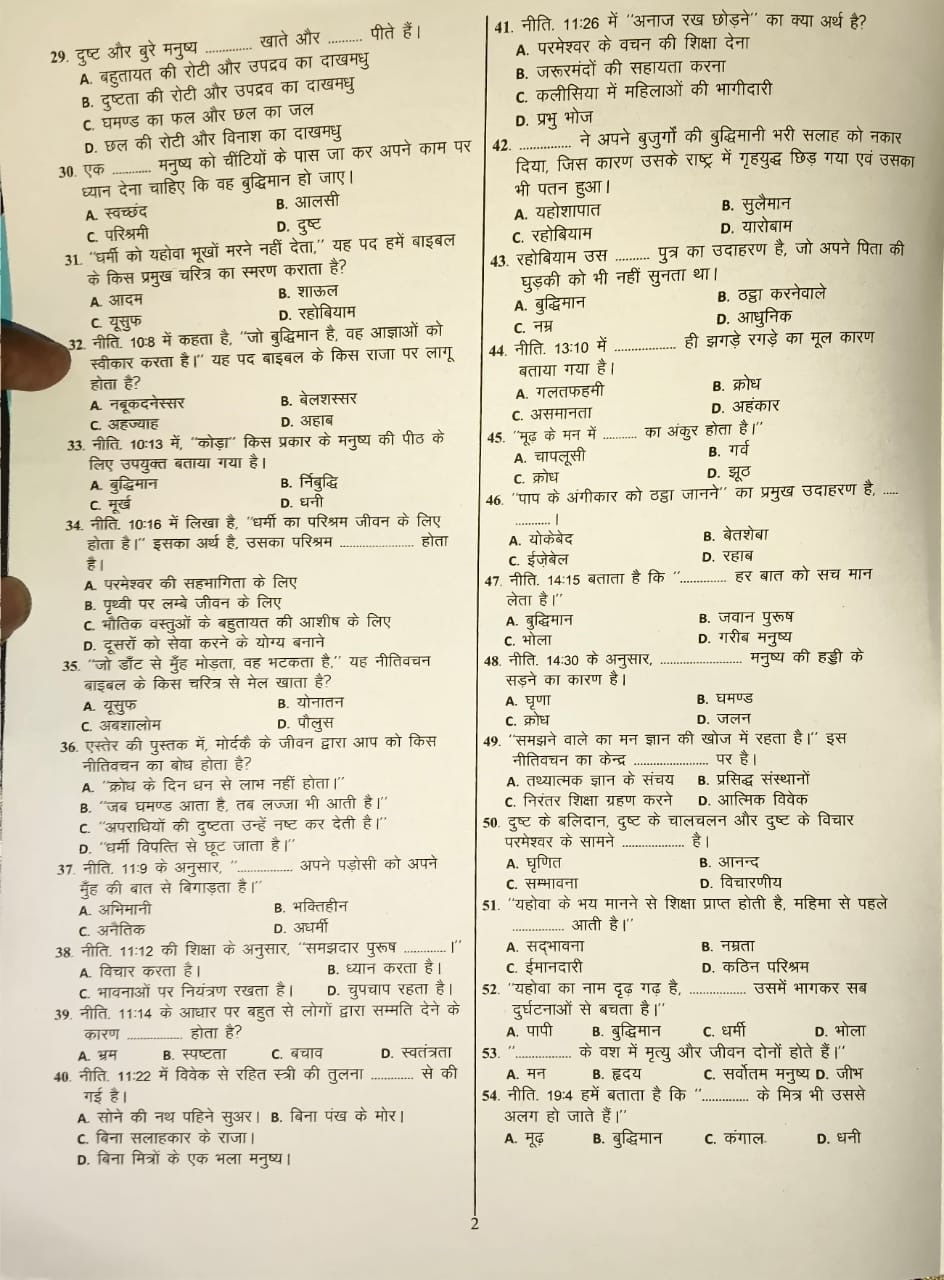 29. दुष्ट और बुरे मनुष्य ............ खाते और ......... पीते हैं।
A. बहुतायत की रोटी और उपद्रव का दाखमधु
B. दुष्टता की रोटी और उपद्रव का दाखमधु
C. घमण्ड का फल और छल का जल
D. छल की रोटी और विनाश का दाखमधु
30. एक .......... मनुष्य को चींटियों के पास जा कर अपने काम पर
ध्यान देना चाहिए कि वह बुद्धिमान हो जाए।
A. स्वच्छंद B. आलसी
C. परिश्रमी D. दुष्ट
31. "धर्मी को यहोवा भूखों मरने नहीं देता," यह पद हमें बाइबल
के किस प्रमुख चरित्र का स्मरण कराता है?
A. आदम B. शाऊल
C. यूसुफ D. रहोबियाम
32. नीति. 10:8 में कहता है, "जो बुद्धिमान है, वह आज्ञाओं को
स्वीकार करता है।" यह पद बाइबल के किस राजा पर लागू
होता है?
A. नबूकदनेस्सर B. बेलशस्सर
C. अहज्याह D. अहाब
33. नीति. 10:13 में, "कोड़ा" किस प्रकार के मनुष्य की पीठ के
लिए उपयुक्त बताया गया है।
A. बुद्धिमान B. र्निबुद्धि
C. मूर्ख D. धनी
34. नीति. 10:16 में लिखा है, "धर्मी का परिश्रम जीवन के लिए
होता है।" इसका अर्थ है, उसका परिश्रम ................... होता
है।
A. परमेश्वर की सहभागिता के लिए
B. पृथ्वी पर लम्बे जीवन के लिए
C. भौतिक वस्तुओं के बहुतायत की आशीष के लिए
D. दूसरों को सेवा करने के योग्य बनाने
35. "जो डाँट से मुँह मोड़ता, वह भटकता है," यह नीतिवचन
बाइबल के किस चरित्र से मेल खाता है?
A. यूसुफ B. योनातन
C. अबशालोम D. पौलुस
36. एस्तेर की पुस्तक में, मोर्दकै के जीवन द्वारा आप को किस
नीतिवचन का बोध होता है?
A. "क्रोध के दिन धन से लाभ नहीं होता।"
B. "जब घमण्ड आता है, तब लज्जा भी आती है।"
C. "अपराधियों की दुष्टता उन्हें नष्ट कर देती है।"
D. "धर्मी विपत्ति से छूट जाता है।"
37. नीति. 11:9 के अनुसार, ".............. अपने पड़ोसी को अपने
मुँह की बात से बिगाड़ता है।"
A. अभिमानी B. भक्तिहीन
C. अनैतिक D. अधर्मी
38. नीति. 11:12 की शिक्षा के अनुसार, "समझदार पुरूष ........... ।"
A. विचार करता है। B. ध्यान करता है।
C. भावनाओं पर नियंत्रण रखता है। D. चुपचाप रहता है।
39. नीति. 11:14 के आधार पर बहुत से लोगों द्वारा सम्मति देने के
कारण .............. होता है?
A. भ्रम B. स्पष्टता C. बचाव D. स्वतंत्रता
40. नीति. 11:22 में विवेक से रहित स्त्री की तुलना ........... से की
गई है।
A. सोने की नथ पहिने सुअर। B. बिना पंख के मोर।
C. बिना सलाहकार के राजा।
D. बिना मित्रों के एक भला मनुष्य।
41. नीति. 11:26 में "अनाज रख छोड़ने" का क्या अर्थ है?
A. परमेश्वर के वचन की शिक्षा देना
B. जरूरमंदों की सहायता करना
C. कलीसिया में महिलाओं की भागीदारी
D. प्रभु भोज
42. ............. ने अपने बुजुर्गों की बुद्धिमानी भरी सलाह को नकार
दिया, जिस कारण उसके राष्ट्र में गृहयुद्ध छिड़ गया एवं उसका
भी पतन हुआ।
A. यहोशापात B. सुलैमान
C. रहोबियाम D. यारोबाम
43. रहोबियाम उस ......... पुत्र का उदाहरण है, जो अपने पिता की
घुड़की को भी नहीं सुनता था।
A. बुद्धिमान B. ठट्ठा करनेवाले
C. नम्र D. आधुनिक
44. नीति. 13:10 में ................ ही झगड़े रगड़े का मूल कारण
बताया गया है।
A. गलतफहमी B. क्रोध
C. असमानता D. अहंकार
45. "मूढ़ के मन में ......... का अंकुर होता है।"
A. चापलूसी B. गर्व
C. क्रोध D. झूठ
46. "पाप के अंगीकार को ठट्ठा जानने" का प्रमुख उदाहरण है, .....
......... ।
A. योकेबेद B. बेतशेबा
C. ईज़ेबेल D. रहाब
47. नीति. 14:15 बताता है कि "............ हर बात को सच मान
लेता है।"
A. बुद्धिमान B. जवान पुरूष
C. भोला D. गरीब मनुष्य
48. नीति. 14:30 के अनुसार, ..................... मनुष्य की हड्डी के
सड़ने का कारण है।
A. घृणा B. घमण्ड
C. क्रोध D. जलन
49. "समझने वाले का मन ज्ञान की खोज में रहता है।" इस
नीतिवचन का केन्द्र ................... पर है।
A. तथ्यात्मक ज्ञान के संचय B. प्रसिद्ध संस्थानों
C. निरंतर शिक्षा ग्रहण करने D. आत्मिक विवेक
50. दुष्ट के बलिदान, दुष्ट के चालचलन और दुष्ट के विचार
परमेश्वर के सामने ................ है।
A. घृणित B. आनन्द
C. सम्भावना D. विचारणीय
51. "यहोवा के भय मानने से शिक्षा प्राप्त होती है, महिमा से पहले
............. आती है।"
A. सद्भावना B. नम्रता
C. ईमानदारी D. कठिन परिश्रम
52. "यहोवा का नाम दृढ़ गढ़ है, .............. उसमें भागकर सब
दुर्घटनाओं से बचता है।"
A. पापी B. बुद्धिमान C. धर्मी D. भोला
53. ".............. के वश में मृत्यु और जीवन दोनों होते हैं।"
A. मन B. हृदय C. सर्वोतम मनुष्य D. जीभ
54. नीति. 19:4 हमें बताता है कि "............ के मित्र भी उससे
अलग हो जाते हैं।"
A. मूढ़ B. बुद्धिमान C. कंगाल D. धनी
2